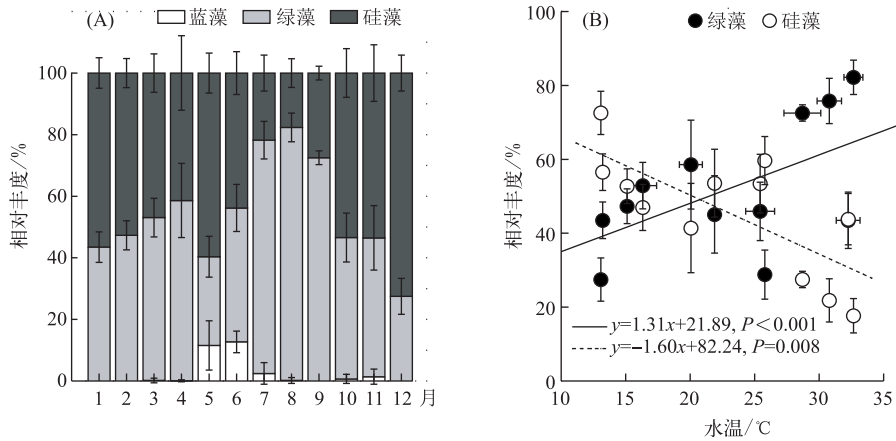 (A) 蓝藻 绿藻 硅藻
100
80
60
40
20
0
相对丰度/%
1 2 3 4 5 6 7 8 9 10 11 12 月
(B) 绿藻 硅藻
100
80
60
40
20
0
相对丰度/%
y=1.31x+21.89, P<0.001
y=-1.60x+82.24, P=0.008
10 15 20 25 30 35
水温/℃